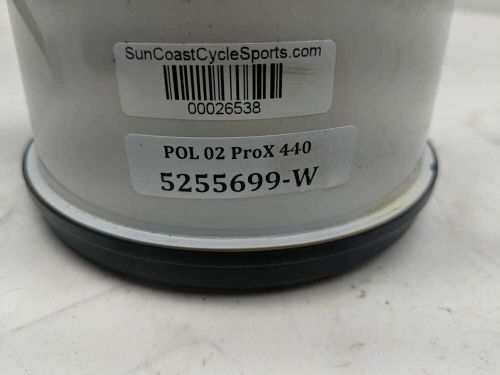 SunCoastCycleSports.com
00026538
POL 02 ProX 440
5255699-W